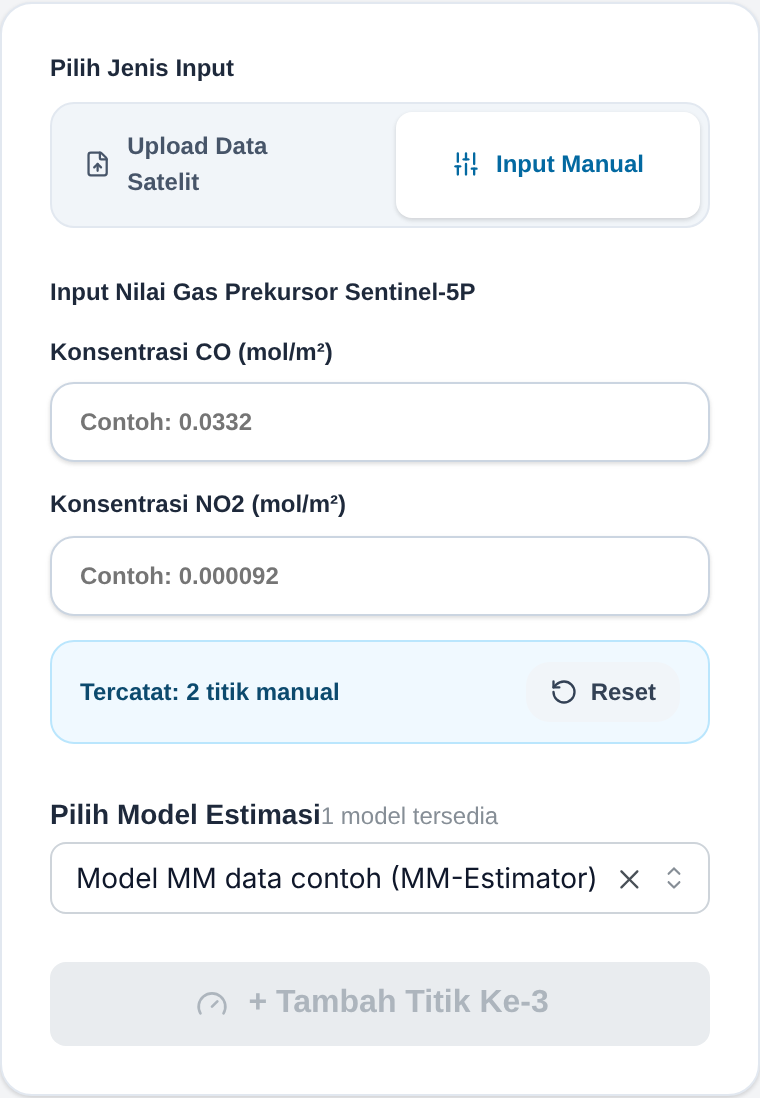 Pilih Jenis Input
Upload Data
Satelit
Input Manual
Input Nilai Gas Prekursor Sentinel-5P
Konsentrasi CO (mol/m²)
Contoh: 0.0332
Konsentrasi NO2 (mol/m²)
Contoh: 0.000092
Tercatat: 2 titik manual
Reset
Pilih Model Estimasi1 model tersedia
Model MM data contoh (MM-Estimator)
+ Tambah Titik Ke-3